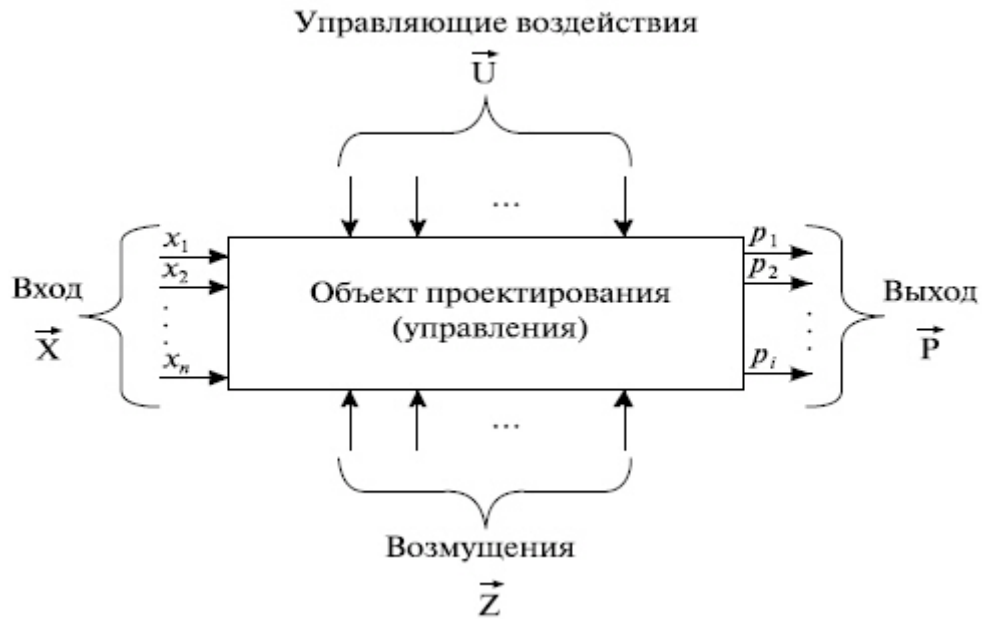 Управляющие воздействия
U
...
x1
x2
xn
Вход
X
Объект проектирования
(управления)
p1
p2
pi
Выход
P
...
Возмущения
Z